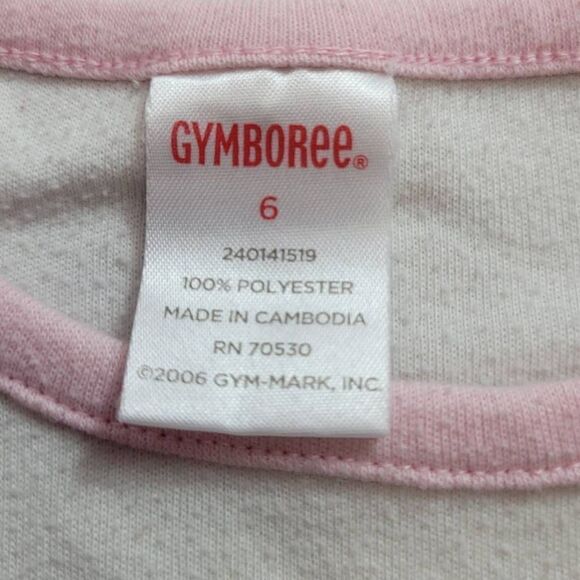 GYMBORee®
6
240141519
100% POLYESTER
MADE IN CAMBODIA
RN 70530
©2006 GYM-MARK, INC.